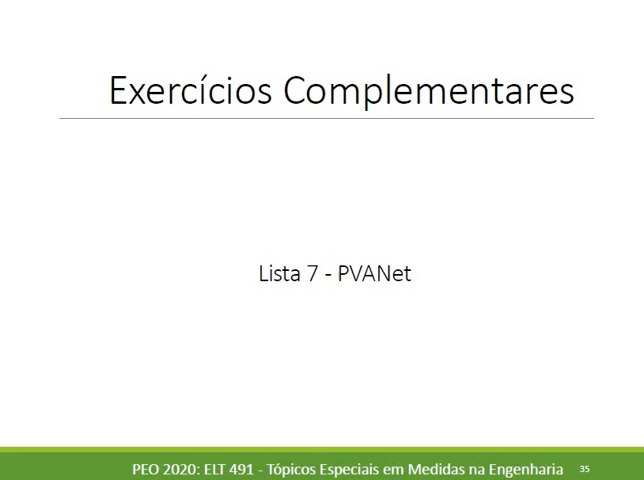 Exercícios Complementares
Lista 7 - PVANet
PEO 2020: ELT 491 - Tópicos Especiais em Medidas na Engenharia 35